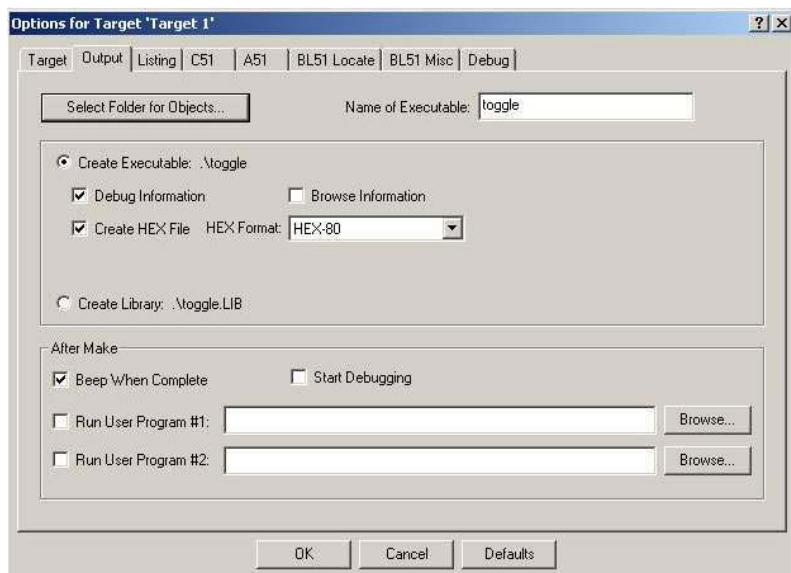 Options for Target 'Target 1'
Target Output Listing C51 A51 BL51 Locate BL51 Misc Debug
Select Folder for Objects... Name of Executable: toggle
Create Executable: .\toggle
Debug Information Browse Information
Create HEX File HEX Format: HEX-80
Create Library: .\toggle.LIB
After Make
Beep When Complete Start Debugging
Run User Program #1: Browse...
Run User Program #2: Browse...
OK Cancel Defaults